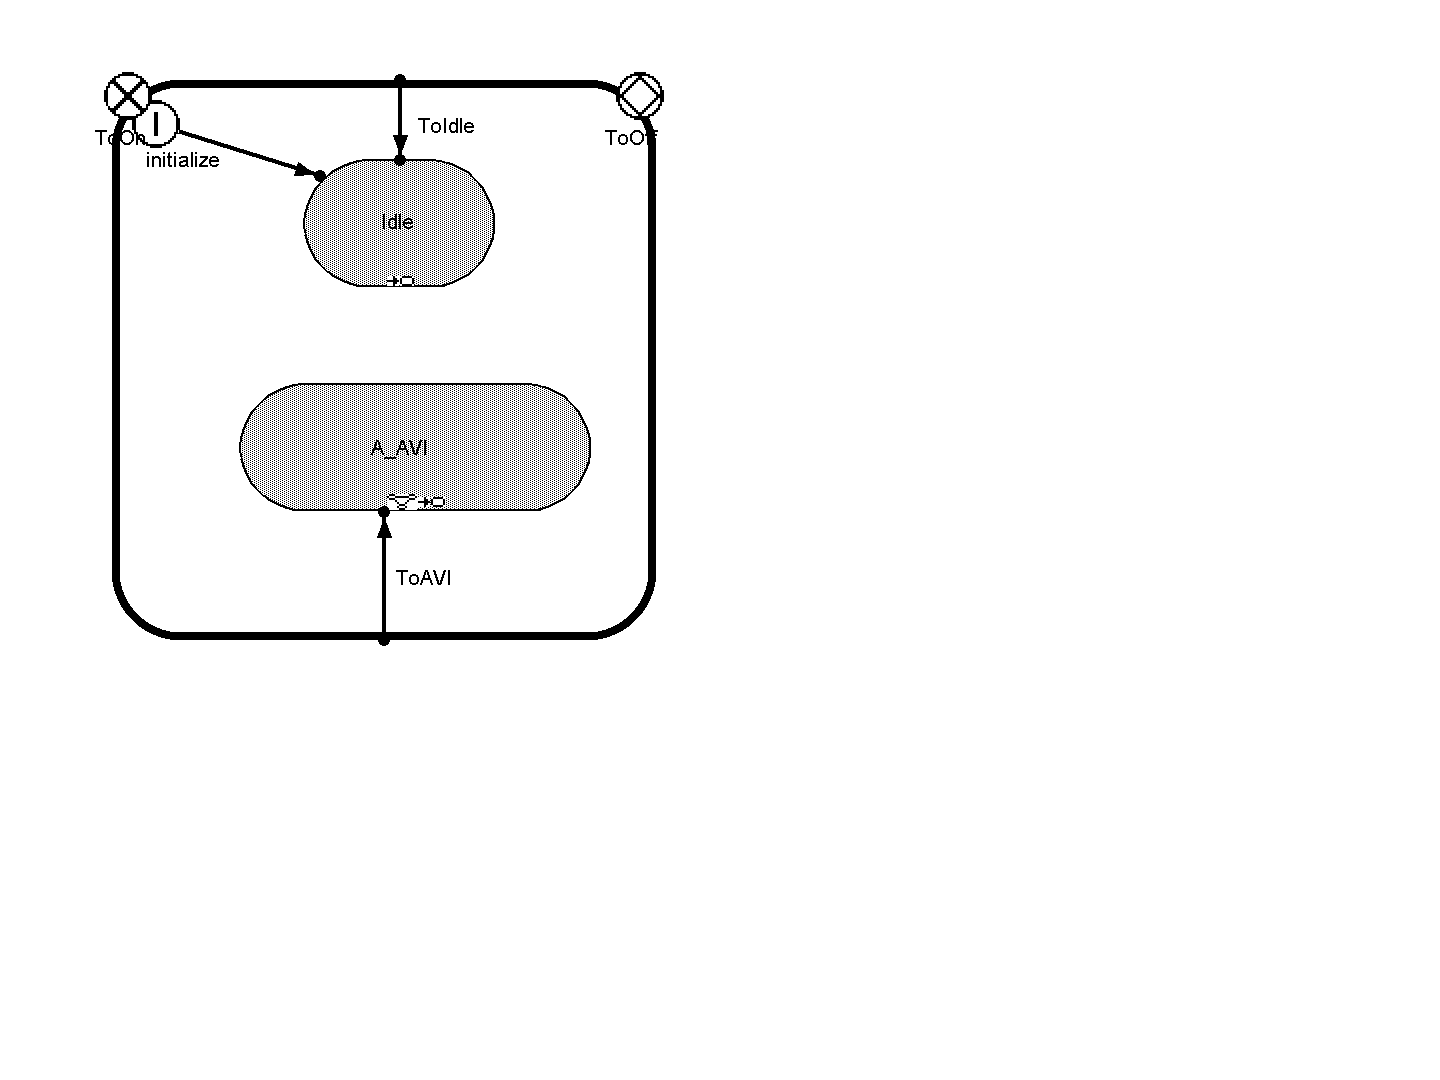 ToIdle
ToOn
ToOff
initialize
Idle
A_AVI
ToAVI